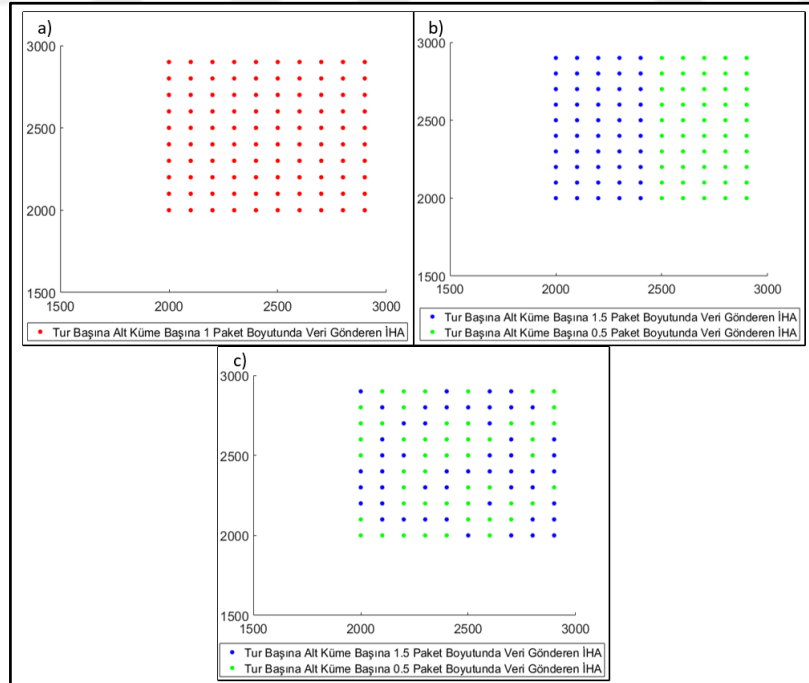 a)
3000
2500
2000
1500
1500 2000 2500 3000
Tur Başına Alt Küme Başına 1 Paket Boyutunda Veri Gönderen İHA
b)
3000
2500
2000
1500
1500 2000 2500 3000
Tur Başına Alt Küme Başına 1.5 Paket Boyutunda Veri Gönderen İHA
Tur Başına Alt Küme Başına 0.5 Paket Boyutunda Veri Gönderen İHA
c)
3000
2500
2000
1500
1500 2000 2500 3000
Tur Başına Alt Küme Başına 1.5 Paket Boyutunda Veri Gönderen İHA
Tur Başına Alt Küme Başına 0.5 Paket Boyutunda Veri Gönderen İHA